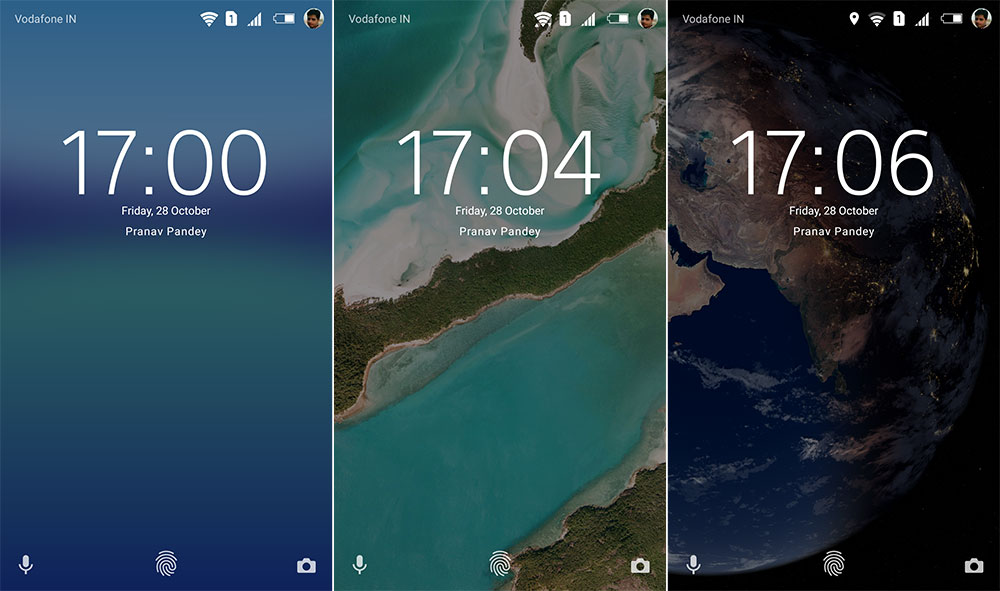 Vodafone IN
1
17:00
Friday, 28 October
Pranav Pandey
Vodafone IN
1
17:04
Friday, 28 October
Pranav Pandey
Vodafone IN
1
17:06
Friday, 28 October
Pranav Pandey